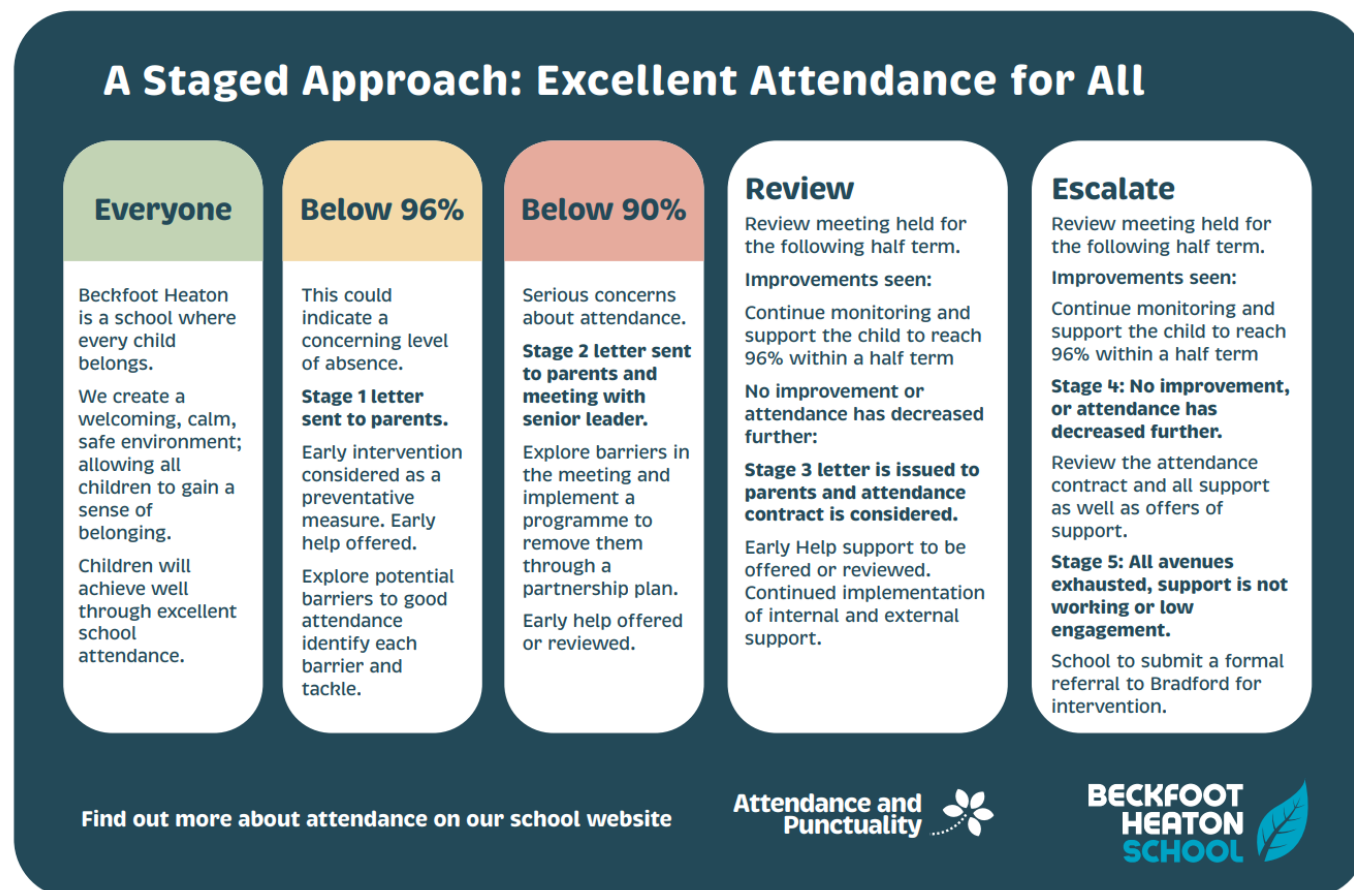 A Staged Approach: Excellent Attendance for All
Everyone
Beckfoot Heaton
is a school where
every child
belongs.
We create a
welcoming, calm,
safe environment;
allowing all
children to gain a
sense of
belonging.
Children will
achieve well
through excellent
school
attendance.
Below 96%
This could
indicate a
concerning level
of absence.
Stage 1 letter
sent to parents.
Early intervention
considered as a
preventative
measure. Early
help offered.
Explore potential
barriers to good
attendance
identify each
barrier and
tackle.
Below 90%
Serious concerns
about attendance.
Stage 2 letter sent
to parents and
meeting with
senior leader.
Explore barriers in
the meeting and
implement a
programme to
remove them
through a
partnership plan.
Early help offered
or reviewed.
Review
Review meeting held for
the following half term.
Improvements seen:
Continue monitoring and
support the child to reach
96% within a half term
No improvement or
attendance has decreased
further:
Stage 3 letter is issued to
parents and attendance
contract is considered.
Early Help support to be
offered or reviewed.
Continued implementation
of internal and external
support.
Escalate
Review meeting held for
the following half term.
Improvements seen:
Continue monitoring and
support the child to reach
96% within a half term
Stage 4: No improvement,
or attendance has
decreased further.
Review the attendance
contract and all support
as well as offers of
support.
Stage 5: All avenues
exhausted, support is not
working or low
engagement.
School to submit a formal
referral to Bradford for
intervention.
Find out more about attendance on our school website
Attendance and
Punctuality
BECKFOOT
HEATON
SCHOOL